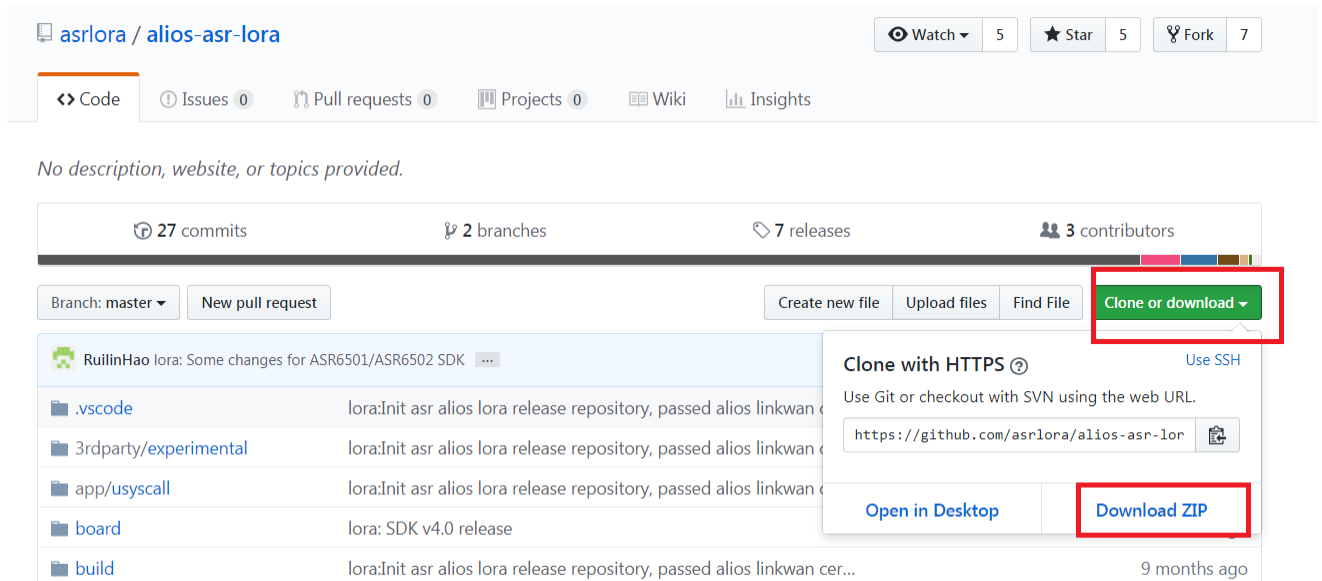 asrlora / alios-asr-lora
Watch 5 Star 5 Fork 7
Code Issues 0 Pull requests 0 Projects 0 Wiki Insights
No description, website, or topics provided.
27 commits 2 branches 7 releases 3 contributors
Branch: master New pull request Create new file Upload files Find File Clone or download
RuilinHao lora: Some changes for ASR6501/ASR6502 SDK ...
Clone with HTTPS ? Use SSH
Use Git or checkout with SVN using the web URL.
https://github.com/asrlora/alios-asr-lor
Open in Desktop Download ZIP
.vscode lora:Init asr alios lora release repository, passed alios linkwan
3rdparty/experimental lora:Init asr alios lora release repository, passed alios linkwan
app/usyscall lora:Init asr alios lora release repository, passed alios linkwan
board lora: SDK v4.0 release
build lora:Init asr alios lora release repository, passed alios linkwan cer... 9 months ago